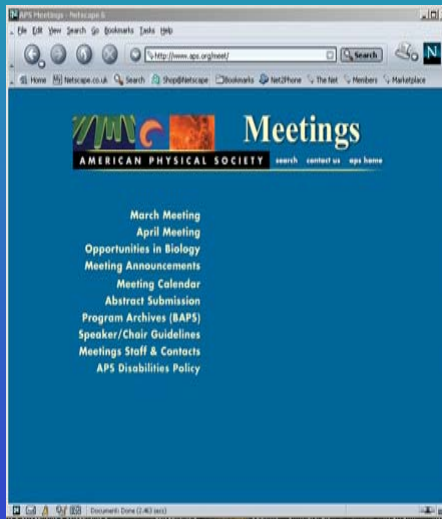 APS Meetings - Netscape 6
File Edit View Search Go Bookmarks Tasks Help
http://www.aps.org/meet/ Search N
Home Netscape.co.uk Search Shop@Netscape Bookmarks Net2Phone The Net Members Marketplace
Meetings
AMERICAN PHYSICAL SOCIETY search contact us aps home
March Meeting
April Meeting
Opportunities in Biology
Meeting Announcements
Meeting Calendar
Abstract Submission
Program Archives (BAPS)
Speaker/Chair Guidelines
Meetings Staff & Contacts
APS Disabilities Policy
Document: Done (2.463 secs)